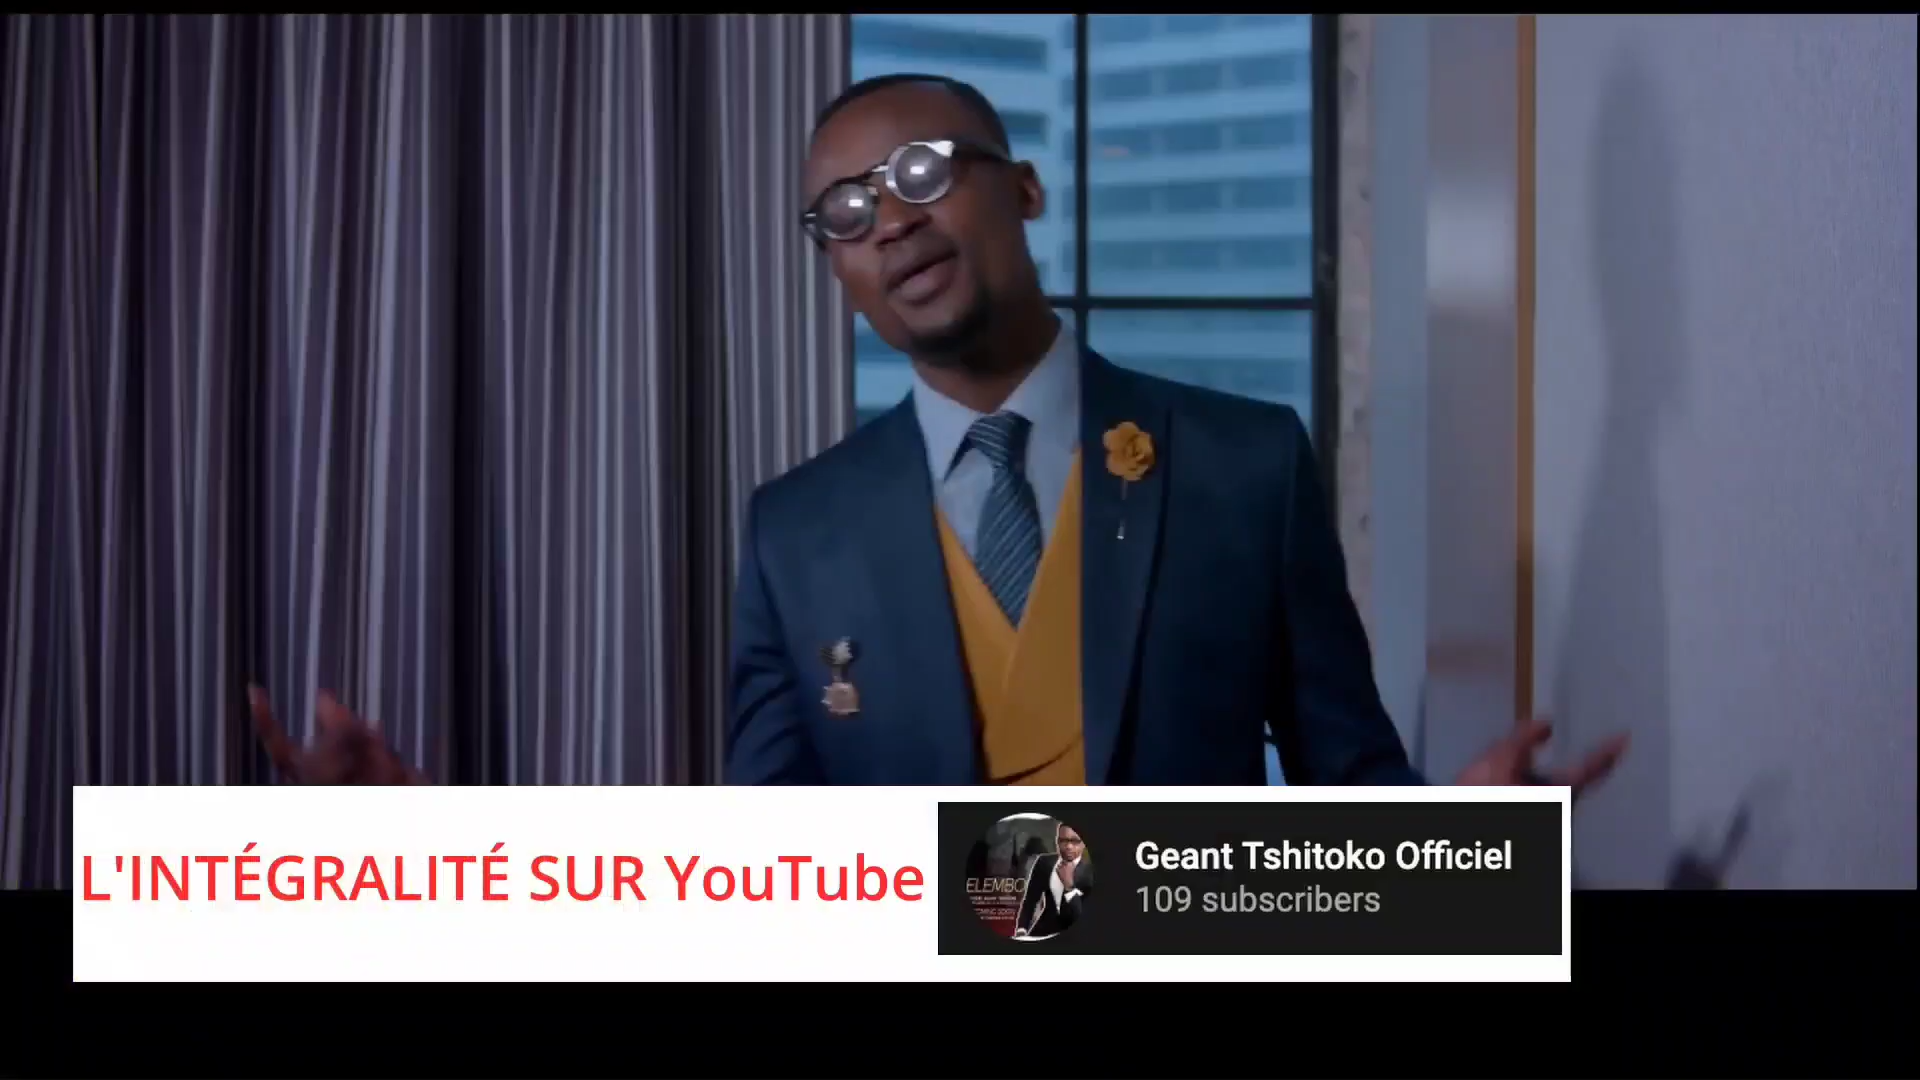 L'INTÉGRALITÉ SUR YouTube
Geant Tshitoko Officiel
109 subscribers
ELEMBO